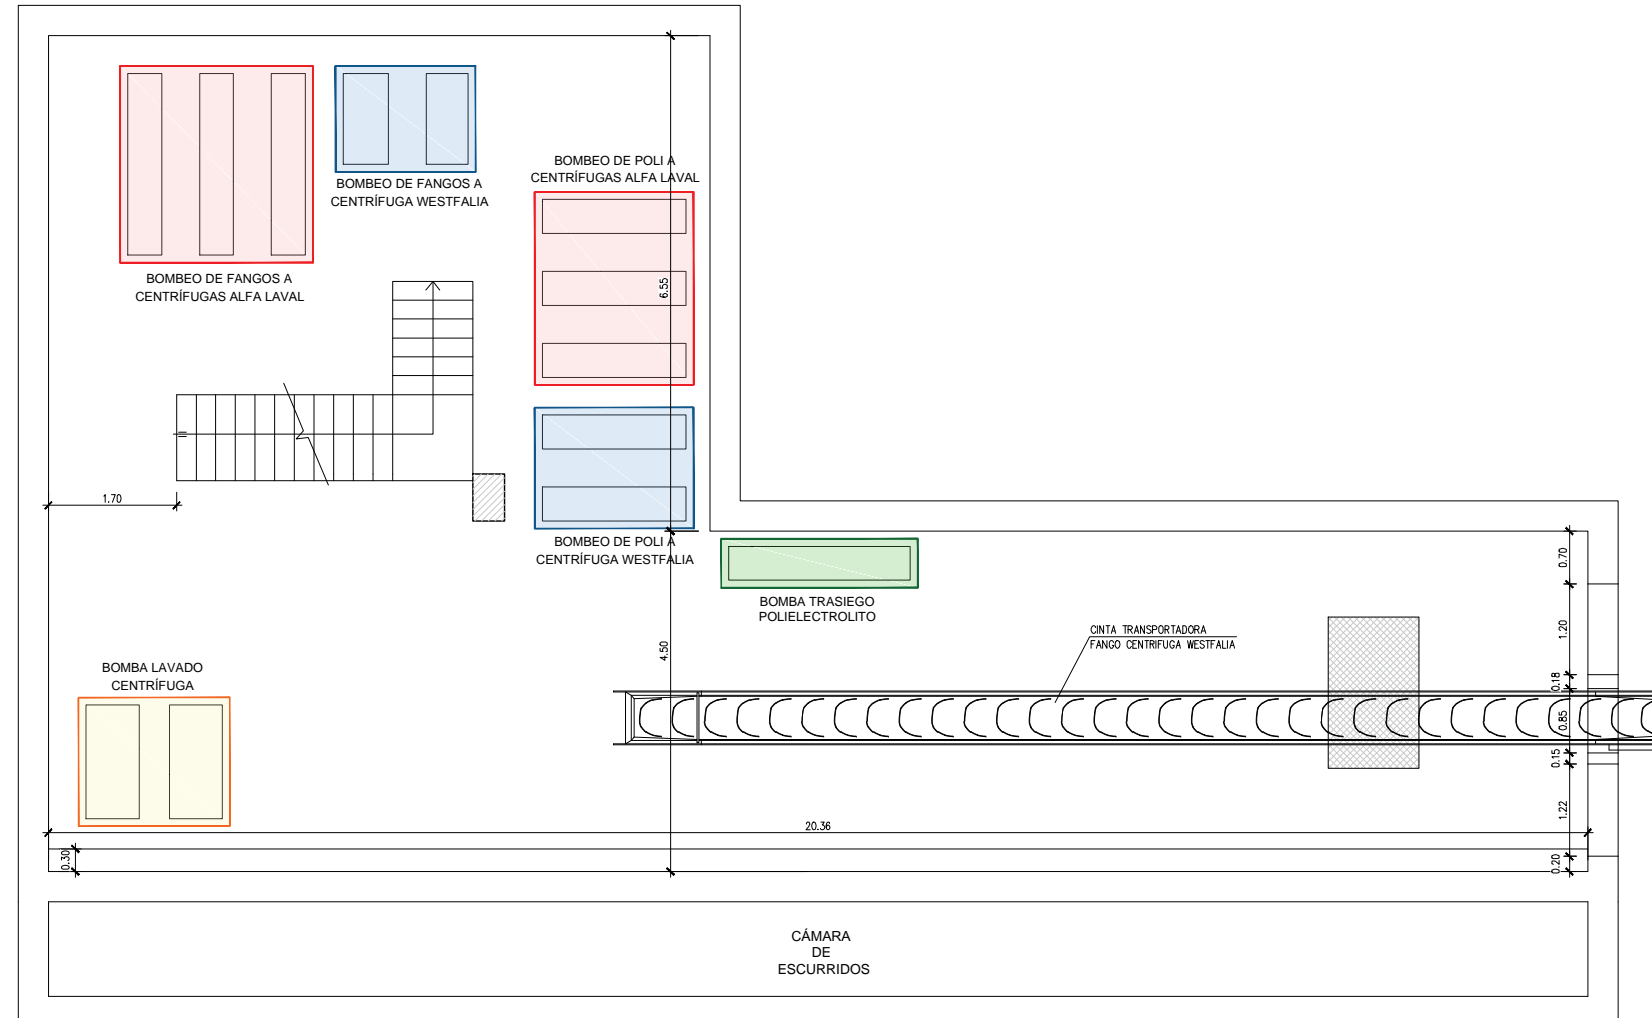 BOMBEO DE POLI A
CENTRÍFUGAS ALFA LAVAL
BOMBEO DE FANGOS A
CENTRÍFUGA WESTFALIA
BOMBEO DE FANGOS A
CENTRÍFUGAS ALFA LAVAL
6.55
1.70
BOMBEO DE POLI A
CENTRÍFUGA WESTFALIA
0.70
BOMBA TRASIEGO
POLIELECTROLITO
CINTA TRANSPORTADORA
FANGO CENTRIFUGA WESTFALIA
1.20
4.50
BOMBA LAVADO
CENTRÍFUGA
0.18
0.85
0.15
1.22
20.36
0.30
0.20
CÁMARA
DE
ESCURRIDOS